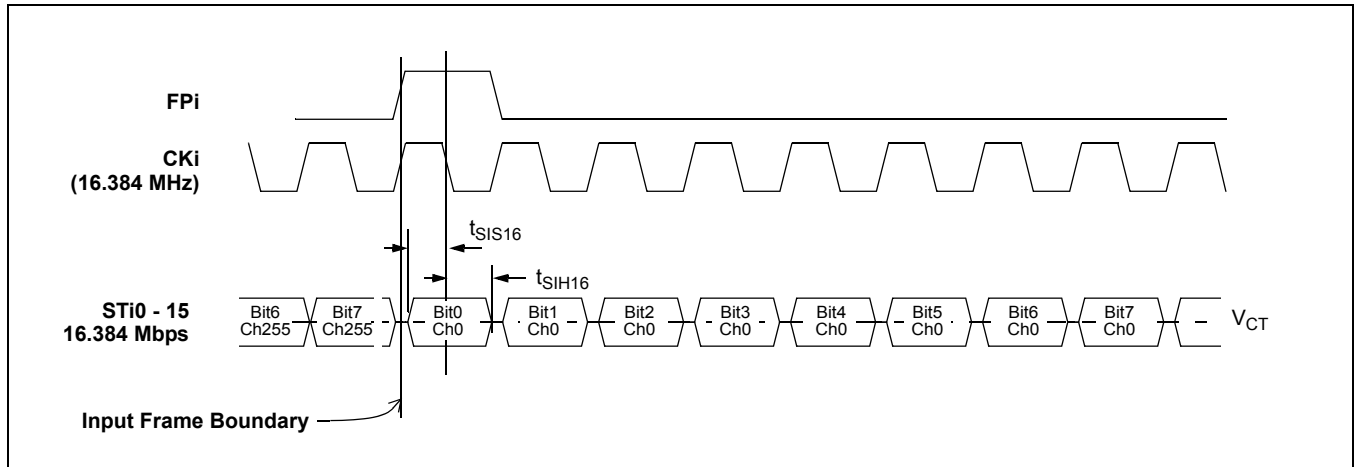 FPi
CKi
(16.384 MHz)
tSIS16
tSIH16
STi0 - 15
16.384 Mbps
Bit6
Ch255
Bit7
Ch255
Bit0
Ch0
Bit1
Ch0
Bit2
Ch0
Bit3
Ch0
Bit4
Ch0
Bit5
Ch0
Bit6
Ch0
Bit7
Ch0
VCT
Input Frame Boundary